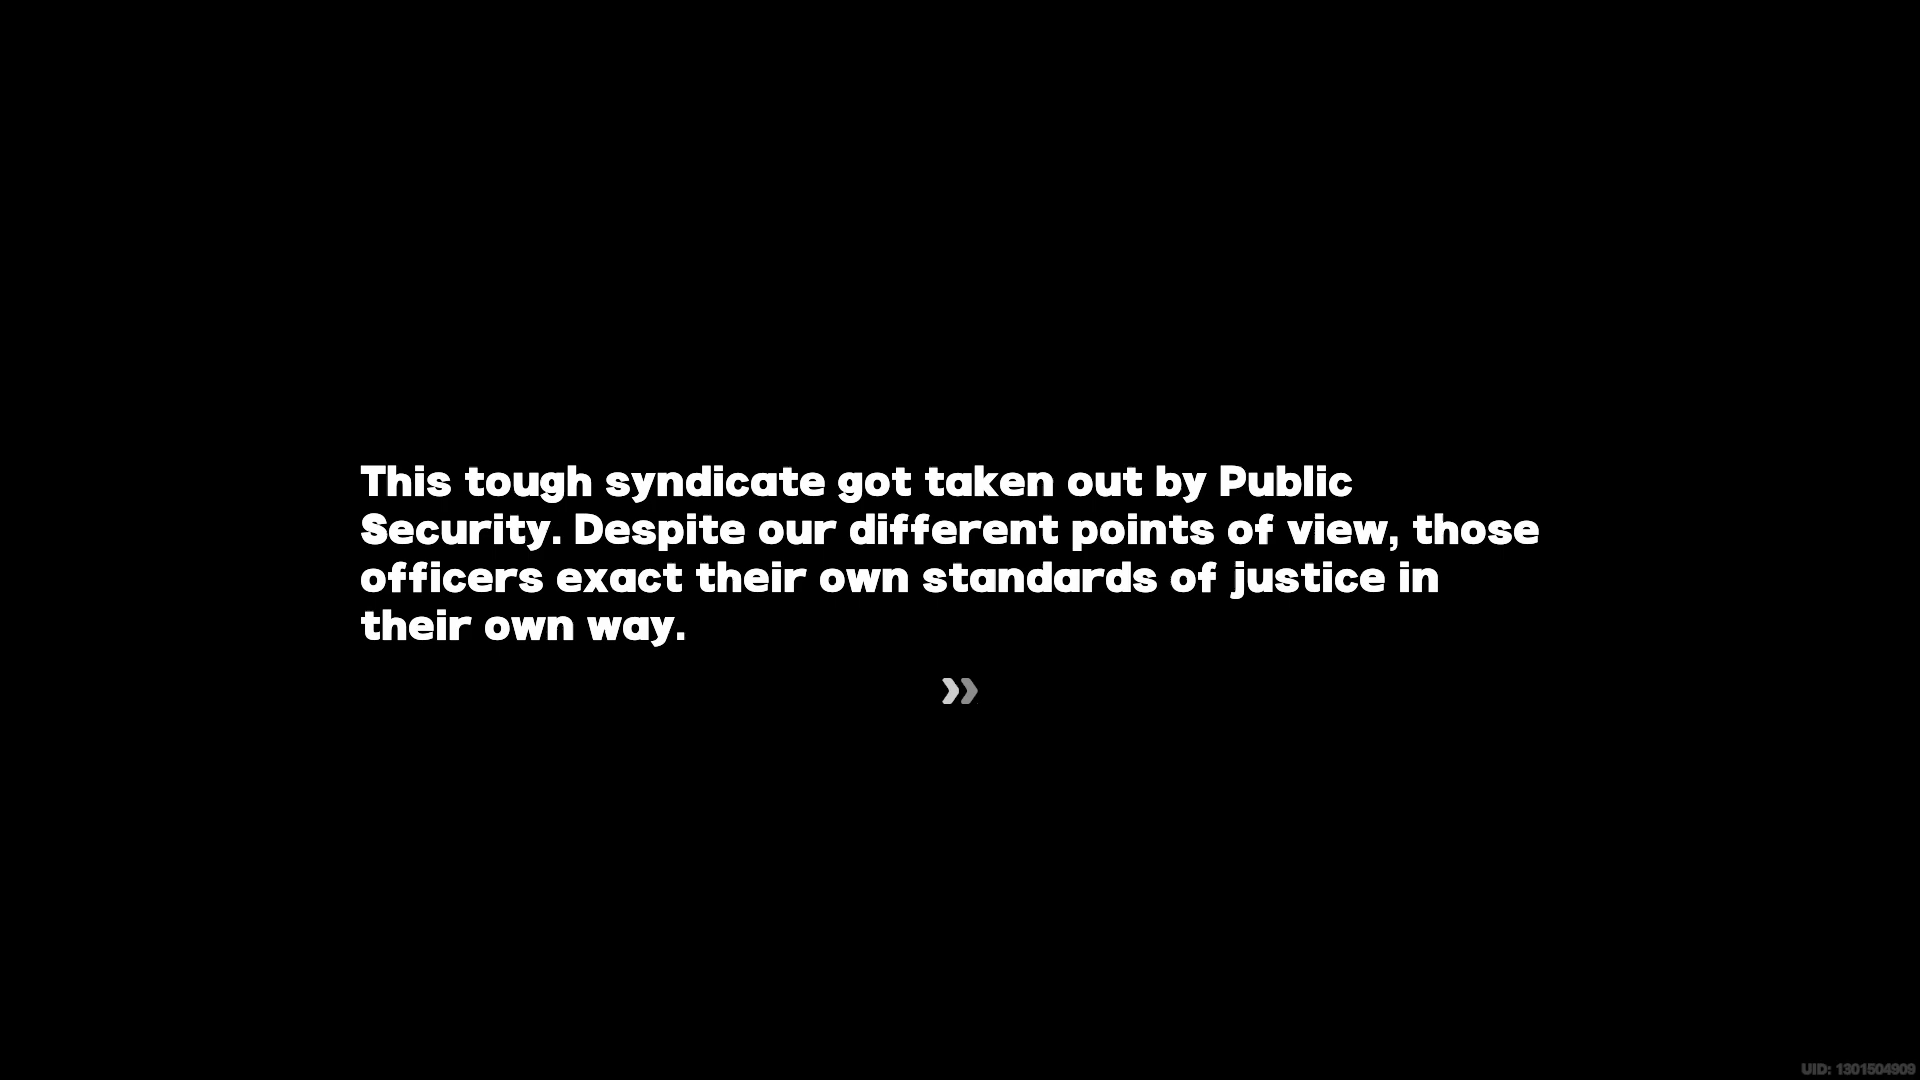 This tough syndicate got taken out by Public
Security. Despite our different points of view, those
officers exact their own standards of justice in
their own way.
UID: 1301504909